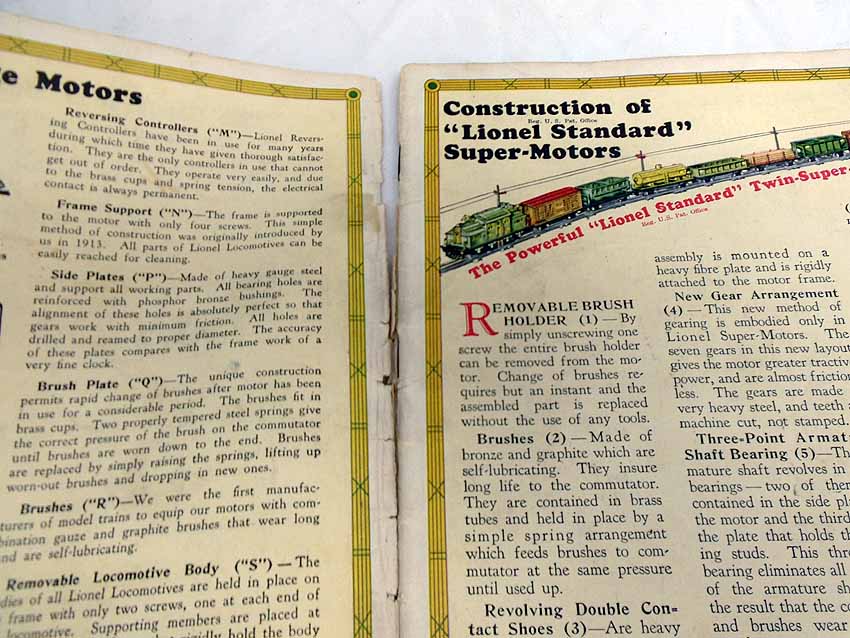 Motors
Reversing Controllers ("M")—Lionel Revers-
ing Controllers have been in use for many years
during which time they have given thorough satisfac-
tion. They are the only controllers in use that cannot
get out of order. They operate very easily, and due
to the brass cups and spring tension, the electrical
contact is always permanent.
Frame Support ("N")—The frame is supported
to the motor with only four screws. This simple
method of construction was originally introduced by
us in 1913. All parts of Lionel Locomotives can be
easily reached for cleaning.
Side Plates ("P")—Made of heavy gauge steel
and support all working parts. All bearing holes are
reinforced with phosphor bronze bushings. The
alignment of these holes is absolutely perfect so that
gears work with minimum friction. All holes are
drilled and reamed to proper diameter. The accuracy
of these plates compares with the frame work of a
very fine clock.
Brush Plate ("Q")—The unique construction
permits rapid change of brushes after motor has been
in use for a considerable period. The brushes fit in
brass cups. Two properly tempered steel springs give
the correct pressure of the brush on the commutator
until brushes are worn down to the end. Brushes
are replaced by simply raising the springs, lifting up
worn-out brushes and dropping in new ones.
Brushes ("R")—We were the first manufac-
turers of model trains to equip our motors with com-
bination gauze and graphite brushes that wear long
and are self-lubricating.
Removable Locomotive Body ("S")—The
dies of all Lionel Locomotives are held in place on
frame with only two screws, one at each end of
locomotive. Supporting members are placed at
hold the body
Construction of
Reg. U. S. Pat. Office
"Lionel Standard"
Super-Motors
The Powerful "Lionel Standard" Twin-Super-
Reg. U.S. Pat. Office
REMOVABLE BRUSH
HOLDER (1) — By
simply unscrewing one
screw the entire brush holder
can be removed from the mo-
tor. Change of brushes re-
quires but an instant and the
assembled part is replaced
without the use of any tools.
Brushes (2) — Made of
bronze and graphite which are
self-lubricating. They insure
long life to the commutator.
They are contained in brass
tubes and held in place by a
simple spring arrangement
which feeds brushes to com-
mutator at the same pressure
until used up.
Revolving Double Con-
tact Shoes (3)—Are heavy
assembly is mounted on a
heavy fibre plate and is rigidly
attached to the motor frame.
New Gear Arrangement
(4) — This new method of
gearing is embodied only in
Lionel Super-Motors. The
seven gears in this new layout
gives the motor greater tractiv
power, and are almost friction
less. The gears are made
very heavy steel, and teeth a
machine cut, not stamped.
Three-Point Armat
Shaft Bearing (5)—Th
mature shaft revolves in
bearings — two of them
contained in the side pl
the motor and the third
the plate that holds th
ing studs. This thr
bearing eliminates all
of the armature sh
the result that the co
and brushes wear